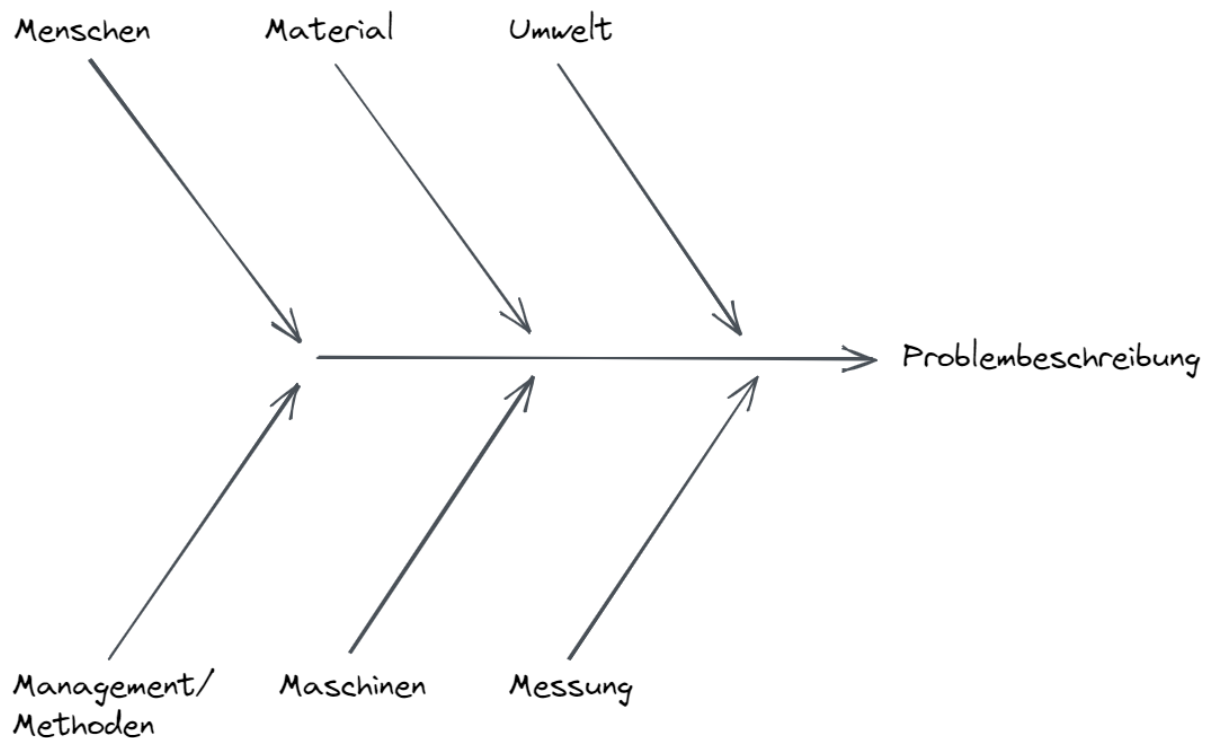 Menschen
Material
Umwelt
Problembeschreibung
Management/
Methoden
Maschinen
Messung